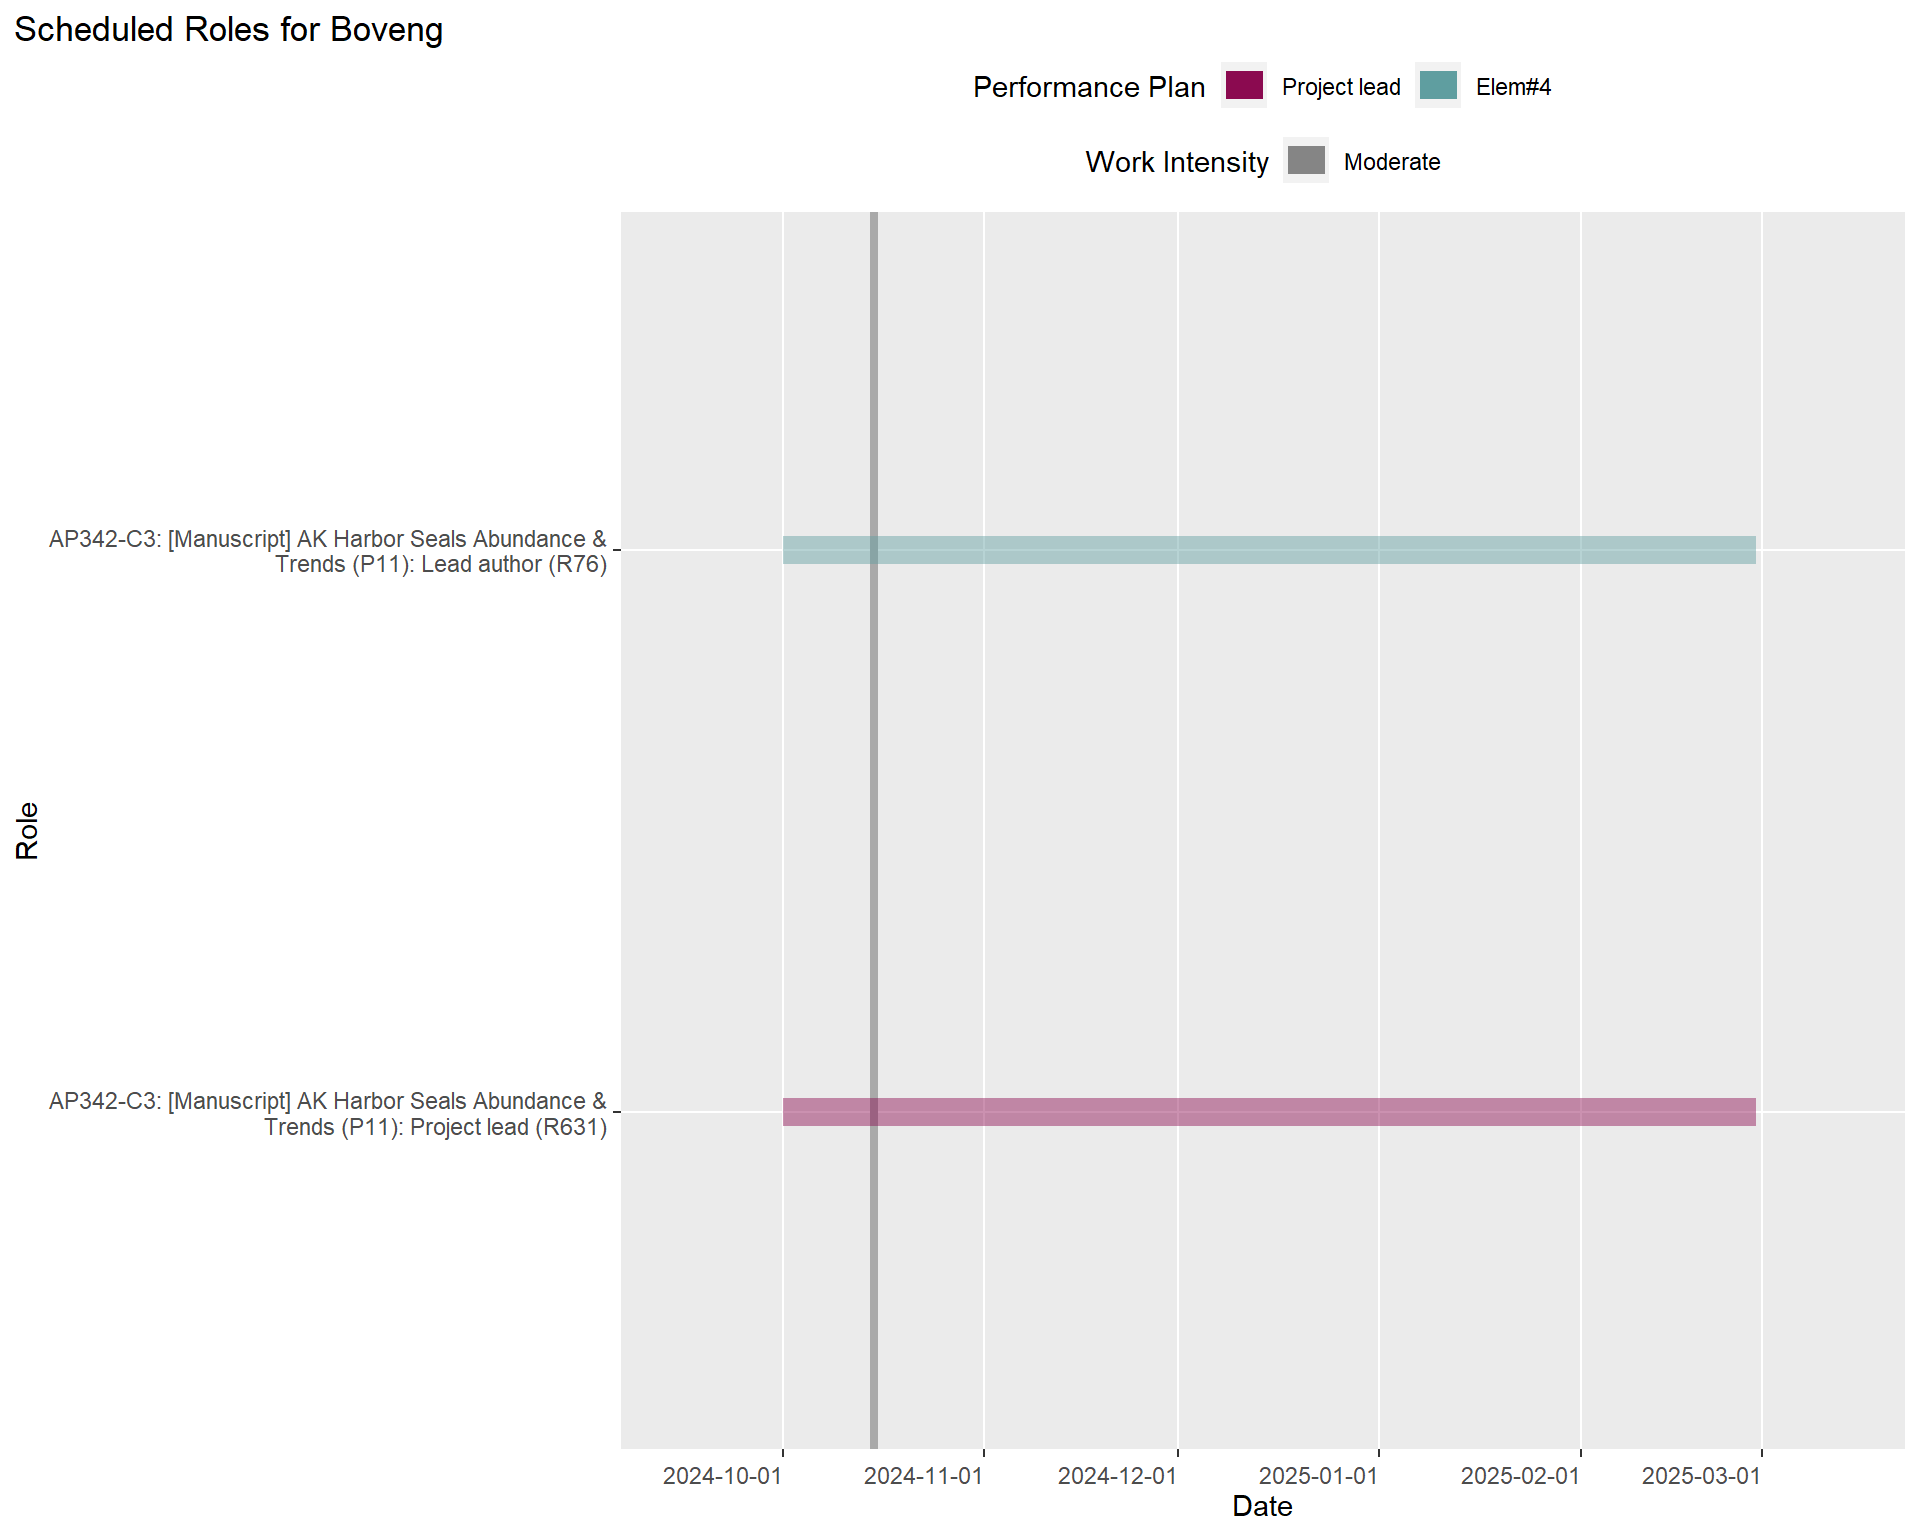 Scheduled Roles for Boveng
Performance Plan Project lead Elem#4
Work Intensity Moderate
AP342-C3: [Manuscript] AK Harbor Seals Abundance &
Trends (P11): Lead author (R76)
Role
AP342-C3: [Manuscript] AK Harbor Seals Abundance &
Trends (P11): Project lead (R631)
2024-10-01 2024-11-01 2024-12-01 2025-01-01 2025-02-01 2025-03-01
Date